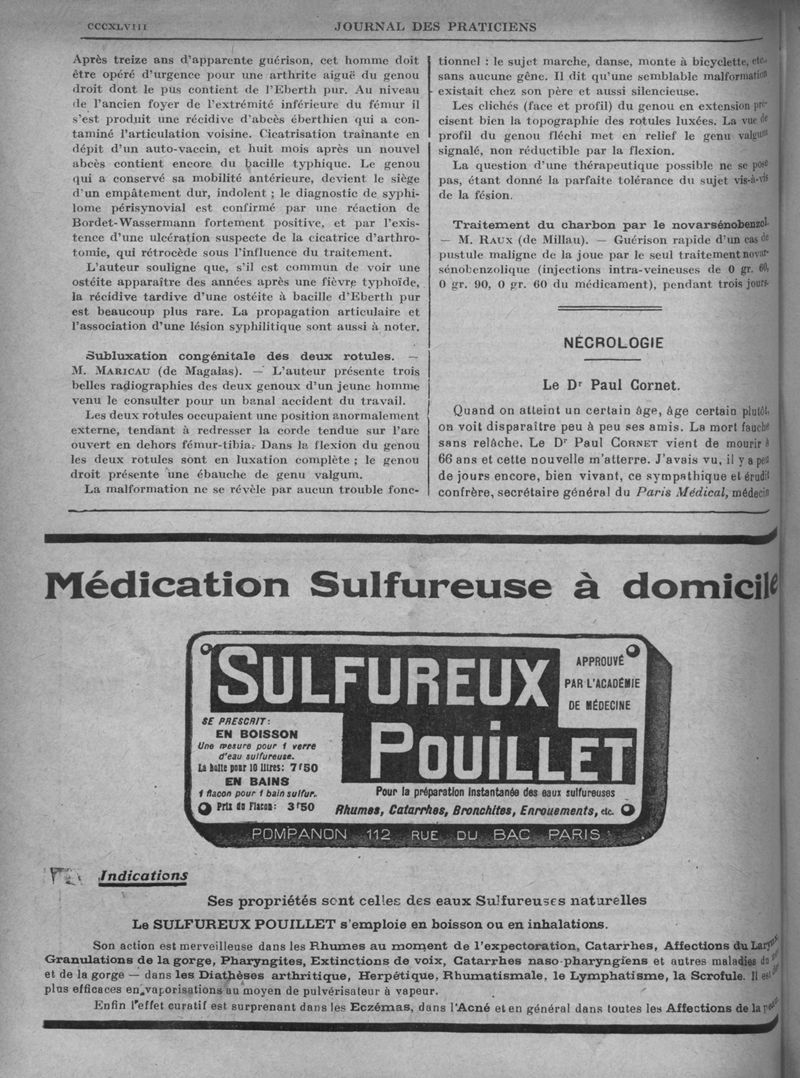 CCCXLVIII
JOURNAL DES PRATICIENS
Après treize ans d'apparente guérison, cet homme doit
être opéré d'urgence pour une arthrite aiguë du genou
droit dont le pus contient de l'Eberth pur. Au niveau
de l'ancien foyer de l'extrémité inférieure du fémur il
s'est produit une récidive d'abcès éberthien qui a con-
taminé l'articulation voisine. Cicatrisation traînante en
dépit d'un auto-vaccin, et huit mois après un nouvel
abcès contient encore du bacille typhique. Le genou
qui a conservé sa mobilité antérieure, devient le siège
d'un empâtement dur, indolent ; le diagnostic de syphi-
lome périsynovial est confirmé par une réaction de
Bordet-Wassermann fortement positive, et par l'exis-
tence d'une ulcération suspecte de la cicatrice d'arthro-
tomie, qui rétrocède sous l'influence du traitement.
L'auteur souligne que, s'il est commun de voir une
ostéite apparaître des années après une fièvre typhoïde,
la récidive tardive d'une ostéite à bacille d'Eberth pur
est beaucoup plus rare. La propagation articulaire et
l'association d'une lésion syphilitique sont aussi à noter.
Subluxation congénitale des deux rotules. —
M. MARICAU (de Magalas). — L'auteur présente trois
belles radiographies des deux genoux d'un jeune homme
venu le consulter pour un banal accident du travail.
Les deux rotules occupaient une position anormalement
externe, tendant à redresser la corde tendue sur l'arc
ouvert en dehors fémur-tibia. Dans la flexion du genou
les deux rotules sont en luxation complète ; le genou
droit présente une ébauche de genu valgum.
La malformation ne se révèle par aucun trouble fonc-
tionnel : le sujet marche, danse, monte à bicyclette, etc.,
sans aucune gêne. Il dit qu'une semblable malformation
existait chez son père et aussi silencieuse.
Les clichés (face et profil) du genou en extension pré-
cisent bien la topographie des rotules luxées. La vue de
profil du genou fléchi met en relief le genu valgum
signalé, non réductible par la flexion.
La question d'une thérapeutique possible ne se pose
pas, étant donné la parfaite tolérance du sujet vis-à-vis
de la fésion.
Traitement du charbon par le novarsénobenzol.
— M. RAUX (de Millau). — Guérison rapide d'un cas de
pustule maligne de la joue par le seul traitement novar-
sénobenzolique (injections intra-veineuses de 0 gr. 60,
0 gr. 90, 0 gr. 60 du médicament), pendant trois jours.
NÉCROLOGIE
Le Dr Paul Cornet.
Quand on atteint un certain âge, âge certain plutôt,
on voit disparaître peu à peu ses amis. La mort fauche
sans relâche. Le Dr Paul CORNET vient de mourir à
66 ans et cette nouvelle m'atterre. J'avais vu, il y a peu
de jours encore, bien vivant, ce sympathique et érudit
confrère, secrétaire général du Paris Médical, médecin
Médication Sulfureuse à domicile
SULFUREUX
POUILLET
APPROUVÉ
PAR L'ACADÉMIE
DE MÉDECINE
SE PRESCRIT:
EN BOISSON
Une mesure pour 1 verre
d'eau sulfureuse.
La boîte pour 10 litres: 7f50
EN BAINS
1 flacon pour 1 bain sulfur..
Prix du Flacon: 3f50
Pour la préparation instantanée des eaux sulfureuses
Rhumes, Catarrhes, Bronchites, Enrouements, etc.
POMPANON 112 RUE DU BAC PARIS
Indications
Ses propriétés sont celles des eaux Sulfureuses naturelles
Le SULFUREUX POUILLET s'emploie en boisson ou en inhalations.
Son action est merveilleuse dans les Rhumes au moment de l'expectoration, Catarrhes, Affections du
Granulations de la gorge, Pharyngites, Extinctions de voix, Catarrhes naso-pharyngiens et autres maladies du
et de la gorge — dans les Diathèses arthritique, Herpétique, Rhumatismale, le Lymphatisme, la Scrofule. Il est
plus efficaces en vaporisations au moyen de pulvérisateur à vapeur.
Enfin l'effet curatif est surprenant dans les Eczémas, dans l'Acné et en général dans toutes les Affections de la